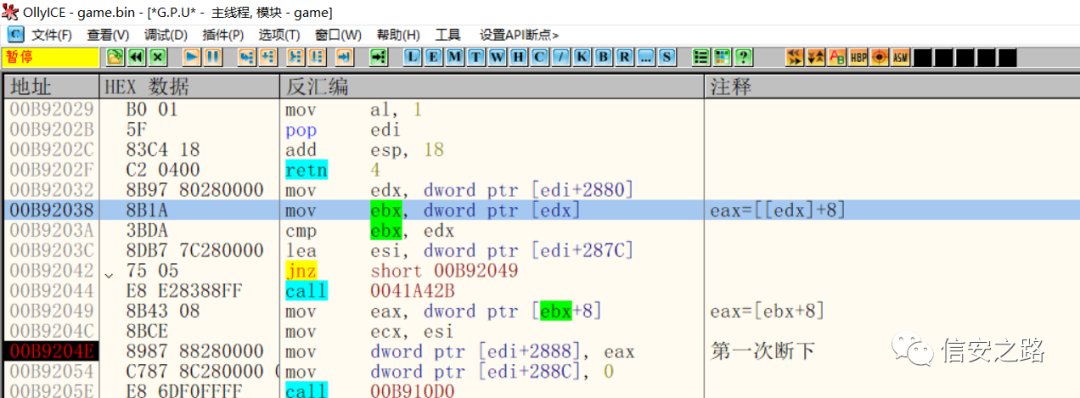 OllyICE - game.bin - [*G.P.U* - 主线程, 模块 - game]
C 文件(F) 查看(V) 调试(D) 插件(P) 选项(T) 窗口(W) 帮助(H) 工具 设置API断点>
暂停 L E M T W H C / K B R ... S ? HBP ASM
地址 HEX 数据 反汇编 注释
00B92029 B0 01 mov al, 1
00B9202B 5F pop edi
00B9202C 83C4 18 add esp, 18
00B9202F C2 0400 retn 4
00B92032 8B97 80280000 mov edx, dword ptr [edi+2880]
00B92038 8B1A mov ebx, dword ptr [edx] eax=[[edx]+8]
00B9203A 3BDA cmp ebx, edx
00B9203C 8DB7 7C280000 lea esi, dword ptr [edi+287C]
00B92042 75 05 jnz short 00B92049
00B92044 E8 E28388FF call 0041A42B
00B92049 8B43 08 mov eax, dword ptr [ebx+8] eax=[ebx+8]
00B9204C 8BCE mov ecx, esi
00B9204E 8987 88280000 mov dword ptr [edi+2888], eax 第一次断下
00B92054 C787 8C280000 0 mov dword ptr [edi+288C], 0
00B9205E E8 6DF0FFFF call 00B910D0
信安之路